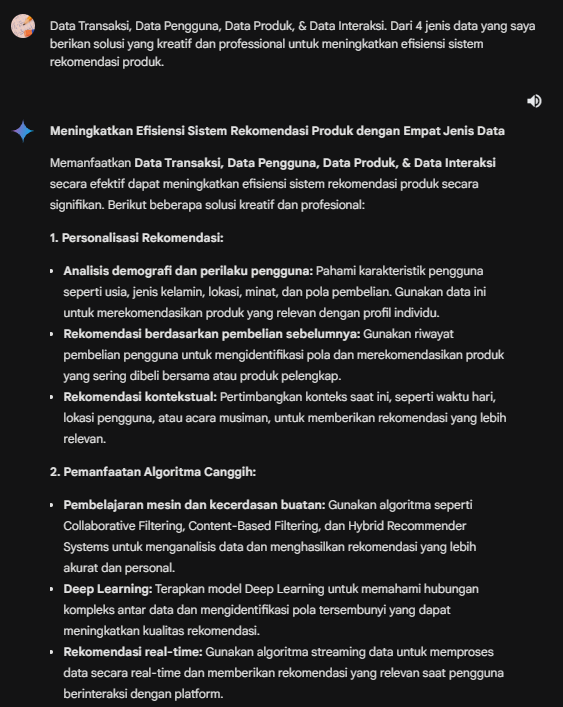 Data Transaksi, Data Pengguna, Data Produk, & Data Interaksi. Dari 4 jenis data yang saya
berikan solusi yang kreatif dan professional untuk meningkatkan efisiensi sistem
rekomendasi produk.
Meningkatkan Efisiensi Sistem Rekomendasi Produk dengan Empat Jenis Data
Memanfaatkan Data Transaksi, Data Pengguna, Data Produk, & Data Interaksi
secara efektif dapat meningkatkan efisiensi sistem rekomendasi produk secara
signifikan. Berikut beberapa solusi kreatif dan profesional:
1. Personalisasi Rekomendasi:
• Analisis demografi dan perilaku pengguna: Pahami karakteristik pengguna
seperti usia, jenis kelamin, lokasi, minat, dan pola pembelian. Gunakan data ini
untuk merekomendasikan produk yang relevan dengan profil individu.
• Rekomendasi berdasarkan pembelian sebelumnya: Gunakan riwayat
pembelian pengguna untuk mengidentifikasi pola dan merekomendasikan produk
yang sering dibeli bersama atau produk pelengkap.
• Rekomendasi kontekstual: Pertimbangkan konteks saat ini, seperti waktu hari,
lokasi pengguna, atau acara musiman, untuk memberikan rekomendasi yang lebih
relevan.
2. Pemanfaatan Algoritma Canggih:
• Pembelajaran mesin dan kecerdasan buatan: Gunakan algoritma seperti
Collaborative Filtering, Content-Based Filtering, dan Hybrid Recommender
Systems untuk menganalisis data dan menghasilkan rekomendasi yang lebih
akurat dan personal.
• Deep Learning: Terapkan model Deep Learning untuk memahami hubungan
kompleks antar data dan mengidentifikasi pola tersembunyi yang dapat
meningkatkan kualitas rekomendasi.
• Rekomendasi real-time: Gunakan algoritma streaming data untuk memproses
data secara real-time dan memberikan rekomendasi yang relevan saat pengguna
berinteraksi dengan platform.